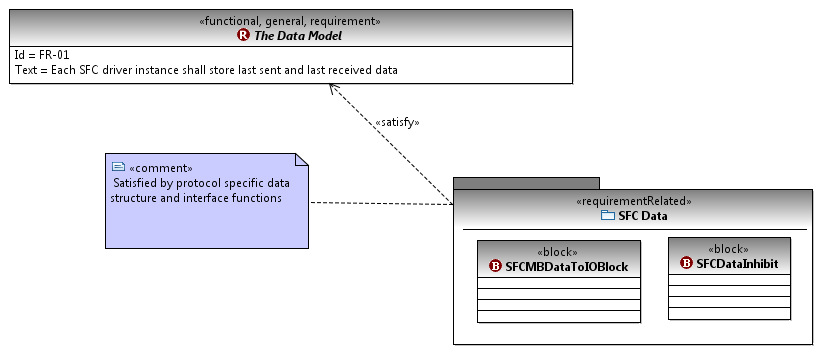 «functional, general, requirement»
R The Data Model
Id = FR-01
Text = Each SFC driver instance shall store last sent and last received data
«satisfy»
«comment»
Satisfied by protocol specific data
structure and interface functions
«requirementRelated»
SFC Data
«block»
B SFCMBDataToIOBlock
«block»
B SFCDataInhibit